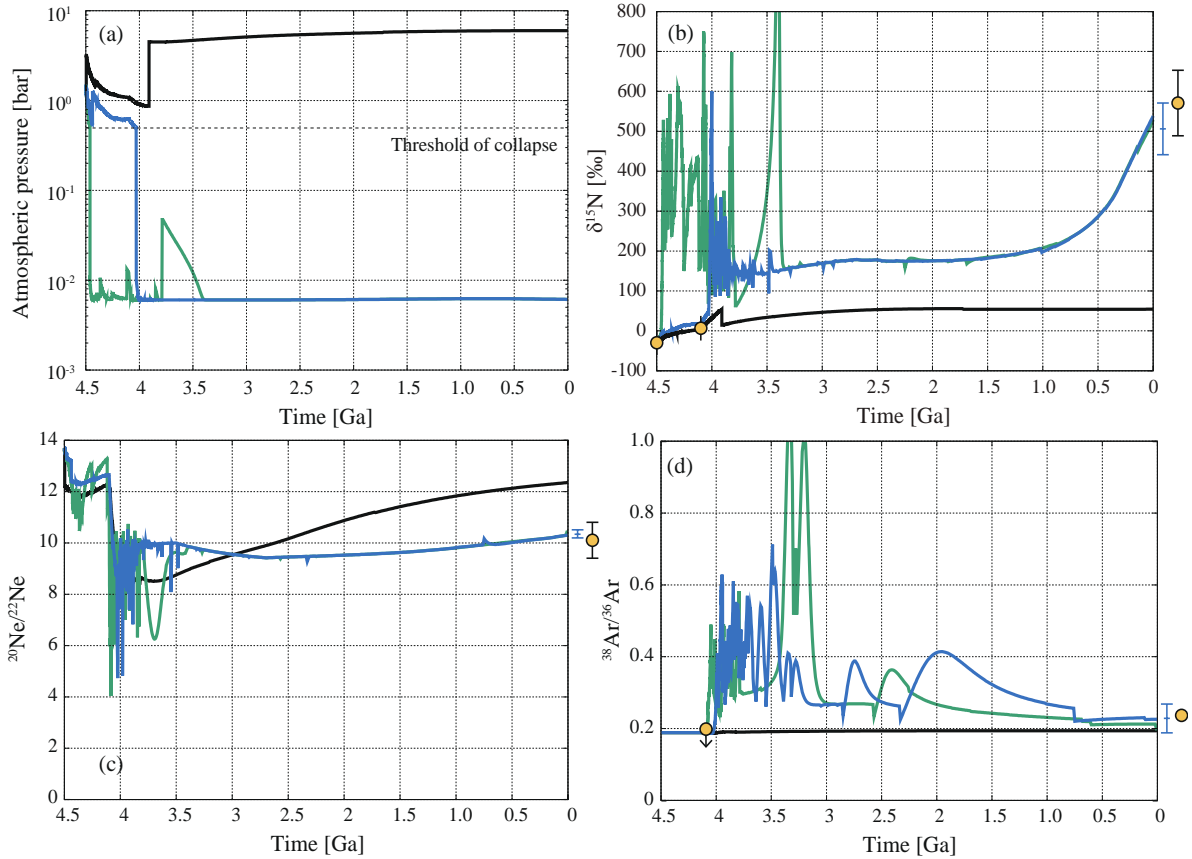 (a)
Atmospheric pressure [bar]
10¹
10⁰
10⁻¹
10⁻²
10⁻³
Threshold of collapse
4.5 4 3.5 3 2.5 2 1.5 1.0 0.5 0
Time [Ga]
(b)
δ¹⁵N [‰]
800
700
600
500
400
300
200
100
0
-100
4.5 4 3.5 3 2.5 2 1.5 1.0 0.5 0
Time [Ga]
(c)
²⁰Ne/²²Ne
14
12
10
8
6
4
2
0
4.5 4 3.5 3 2.5 2 1.5 1.0 0.5 0
Time [Ga]
(d)
³⁸Ar/³⁶Ar
1.0
0.8
0.6
0.4
0.2
0
4.5 4 3.5 3 2.5 2 1.5 1.0 0.5 0
Time [Ga]